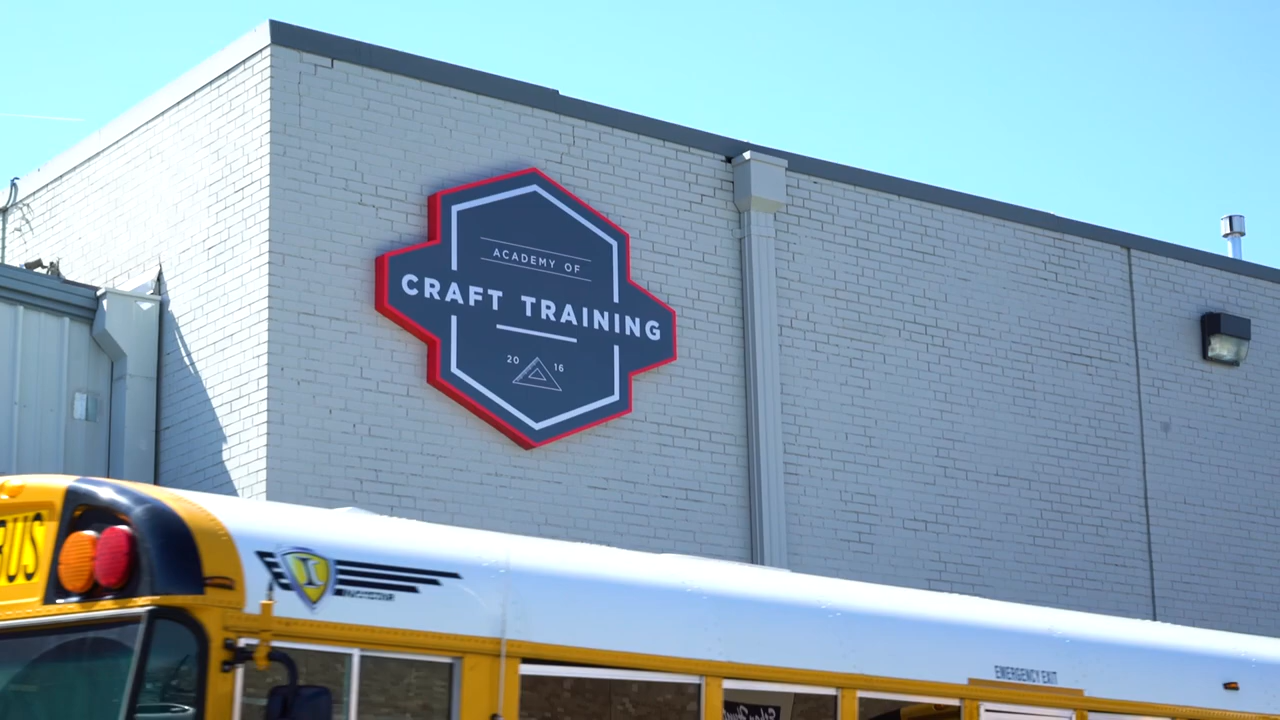 ACADEMY OF
CRAFT TRAINING
20 16
BUS
I
EMERGENCY EXIT